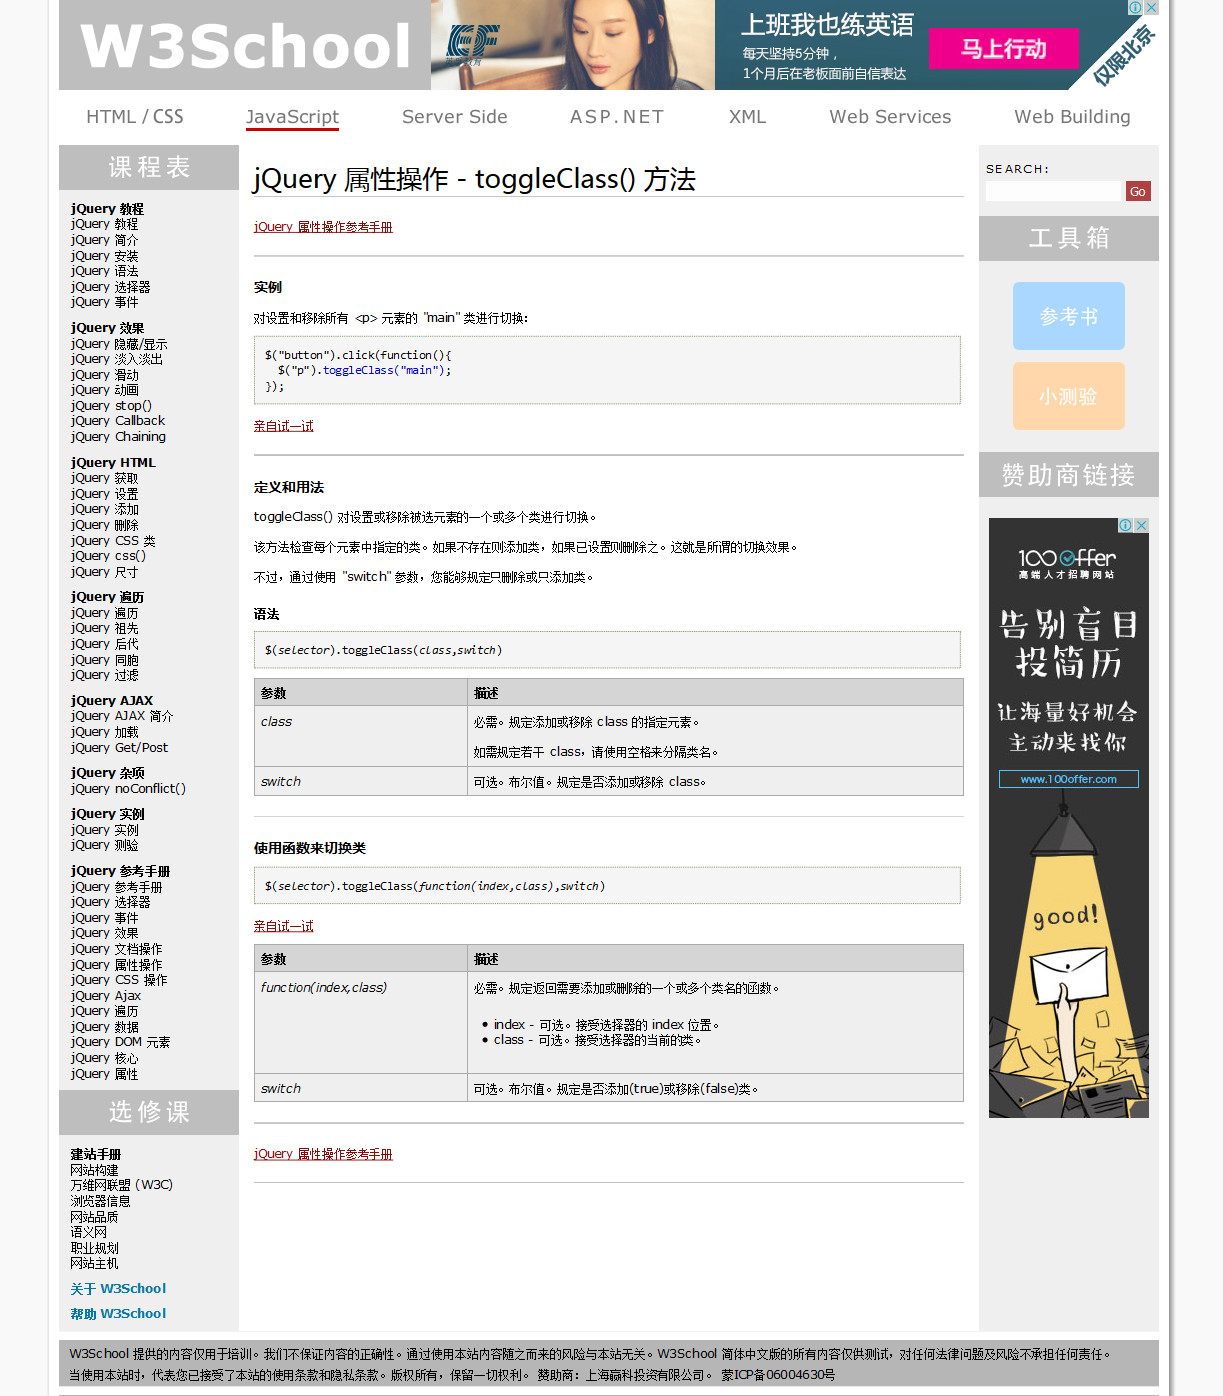 W3School
EF
英孚教育
上班我也练英语
每天坚持5分钟，
1个月后在老板面前自信表达
马上行动
仅限北京
HTML / CSS
JavaScript
Server Side
ASP.NET
XML
Web Services
Web Building
课程表
jQuery 教程
jQuery 教程
jQuery 简介
jQuery 安装
jQuery 语法
jQuery 选择器
jQuery 事件
jQuery 效果
jQuery 隐藏/显示
jQuery 淡入淡出
jQuery 滑动
jQuery 动画
jQuery stop()
jQuery Callback
jQuery Chaining
jQuery HTML
jQuery 获取
jQuery 设置
jQuery 添加
jQuery 删除
jQuery CSS 类
jQuery css()
jQuery 尺寸
jQuery 遍历
jQuery 遍历
jQuery 祖先
jQuery 后代
jQuery 同胞
jQuery 过滤
jQuery AJAX
jQuery AJAX 简介
jQuery 加载
jQuery Get/Post
jQuery 杂项
jQuery noConflict()
jQuery 实例
jQuery 实例
jQuery 测验
jQuery 参考手册
jQuery 参考手册
jQuery 选择器
jQuery 事件
jQuery 效果
jQuery 文档操作
jQuery 属性操作
jQuery CSS 操作
jQuery Ajax
jQuery 遍历
jQuery 数据
jQuery DOM 元素
jQuery 核心
jQuery 属性
选修课
建站手册
网站构建
万维网联盟 (W3C)
浏览器信息
网站品质
语义网
职业规划
网站主机
关于 W3School
帮助 W3School
jQuery 属性操作 - toggleClass() 方法
jQuery 属性操作参考手册
实例
对设置和移除所有 <p> 元素的 "main" 类进行切换：
$("button").click(function(){
$("p").toggleClass("main");
});
亲自试一试
定义和用法
toggleClass() 对设置或移除被选元素的一个或多个类进行切换。
该方法检查每个元素中指定的类。如果不存在则添加类，如果已设置则删除之。这就是所谓的切换效果。
不过，通过使用 "switch" 参数，您能够规定只删除或只添加类。
语法
$(selector).toggleClass(class,switch)
参数 描述
class 必需。规定添加或移除 class 的指定元素。
如需规定若干 class，请使用空格来分隔类名。
switch 可选。布尔值。规定是否添加或移除 class。
使用函数来切换类
$(selector).toggleClass(function(index,class),switch)
亲自试一试
参数 描述
function(index,class) 必需。规定返回需要添加或删除的一个或多个类名的函数。
• index - 可选。接受选择器的 index 位置。
• class - 可选。接受选择器的当前的类。
switch 可选。布尔值。规定是否添加(true)或移除(false)类。
jQuery 属性操作参考手册
SEARCH:
Go
工具箱
参考书
小测验
赞助商链接
100offer
高端人才招聘网站
告别盲目
投简历
让海量好机会
主动来找你
www.100offer.com
good!
W3School 提供的内容仅用于培训。我们不保证内容的正确性。通过使用本站内容随之而来的风险与本站无关。W3School 简体中文版的所有内容仅供测试，对任何法律问题及风险不承担任何责任。
当使用本站时，代表您已接受了本站的使用条款和隐私条款。版权所有，保留一切权利。 赞助商：上海赢科投资有限公司。 蒙ICP备06004630号